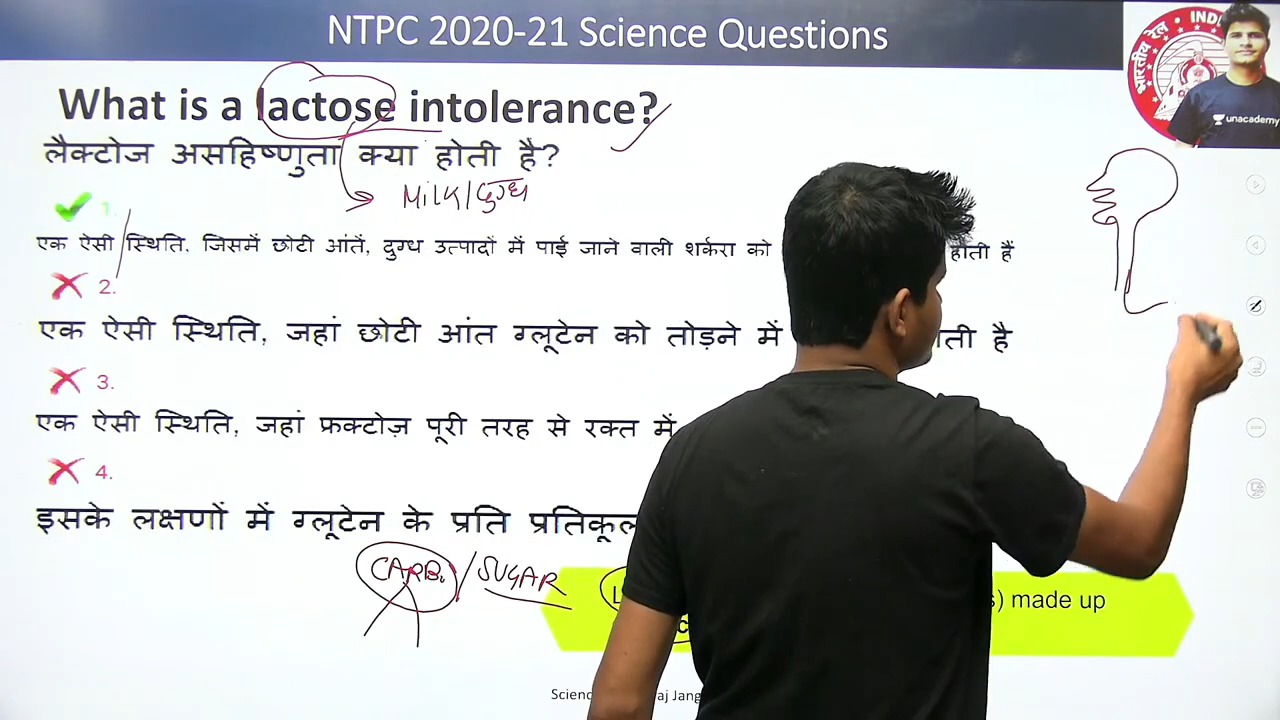 NTPC 2020-21 Science Questions
भारतीय रेल • INDI
unacademy
What is a lactose intolerance?
लैक्टोज असहिष्णुता क्या होती है?
MILK/दुग्ध
1.
एक ऐसी स्थिति, जिसमें छोटी आंतें, दुग्ध उत्पादों में पाई जाने वाली शर्करा को होती हैं
2.
एक ऐसी स्थिति, जहां छोटी आंत ग्लूटेन को तोड़ने में है
3.
एक ऐसी स्थिति, जहां फ्रक्टोज़ पूरी तरह से रक्त में
4.
इसके लक्षणों में ग्लूटेन के प्रति प्रतिकूल
CARB. / SUGAR
) made up